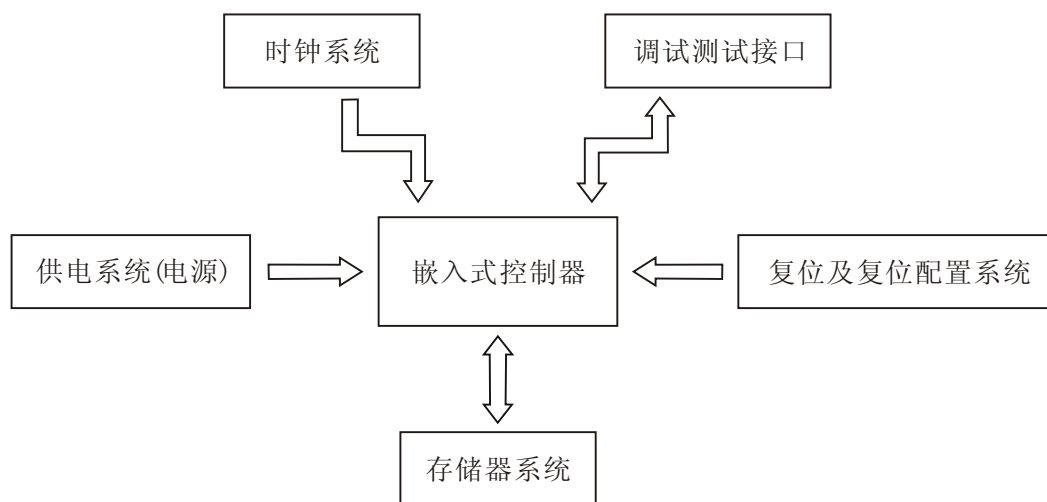 时钟系统
调试测试接口
供电系统(电源)
嵌入式控制器
复位及复位配置系统
存储器系统